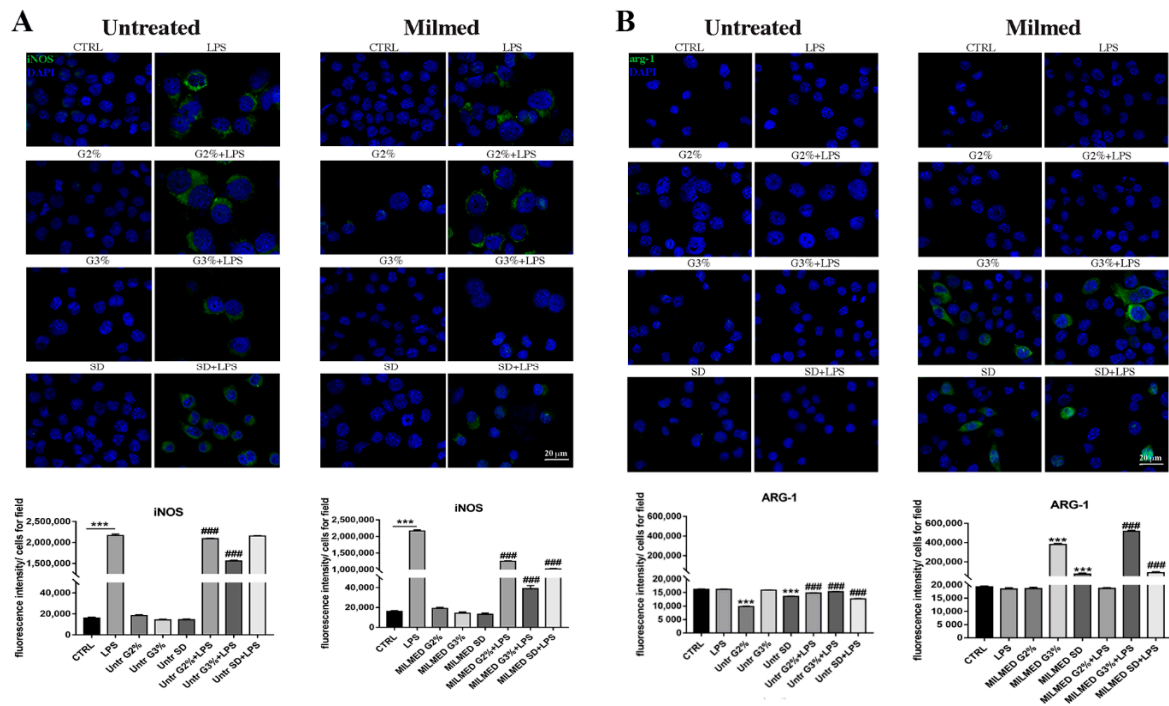 A
Untreated
Milmed
CTRL
LPS
iNOS
DAPI
G2%
G2%+LPS
G3%
G3%+LPS
SD
SD+LPS
CTRL
LPS
G2%
G2%+LPS
G3%
G3%+LPS
SD
SD+LPS
20 µm
B
Untreated
Milmed
CTRL
LPS
arg-1
DAPI
G2%
G2%+LPS
G3%
G3%+LPS
SD
SD+LPS
CTRL
LPS
G2%
G2%+LPS
G3%
G3%+LPS
SD
SD+LPS
20 µm
iNOS
fluorescence intensity/ cells for field
2,500,000
2,000,000
1,500,000
1,000,000
40,000
20,000
0
***
###
###
CTRL
LPS
Untr G2%
Untr G3%
Untr SD
Untr G2%+LPS
Untr G3%+LPS
Untr SD+LPS
iNOS
fluorescence intensity/ cells for field
2,500,000
2,000,000
1,500,000
1,000,000
40,000
20,000
0
***
###
###
###
CTRL
LPS
MILMED G2%
MILMED G3%
MILMED SD
MILMED G2%+LPS
MILMED G3%+LPS
MILMED SD+LPS
ARG-1
fluorescence intensity/ cells for field
600,000
400,000
200,000
20,000
15,000
10,000
5,000
0
***
***
###
###
###
CTRL
LPS
Untr G2%
Untr G3%
Untr SD
Untr G2%+LPS
Untr G3%+LPS
Untr SD+LPS
ARG-1
fluorescence intensity/ cells for field
600,000
400,000
200,000
20,000
15,000
10,000
5,000
0
***
***
###
###
CTRL
LPS
MILMED G2%
MILMED G3%
MILMED SD
MILMED G2%+LPS
MILMED G3%+LPS
MILMED SD+LPS